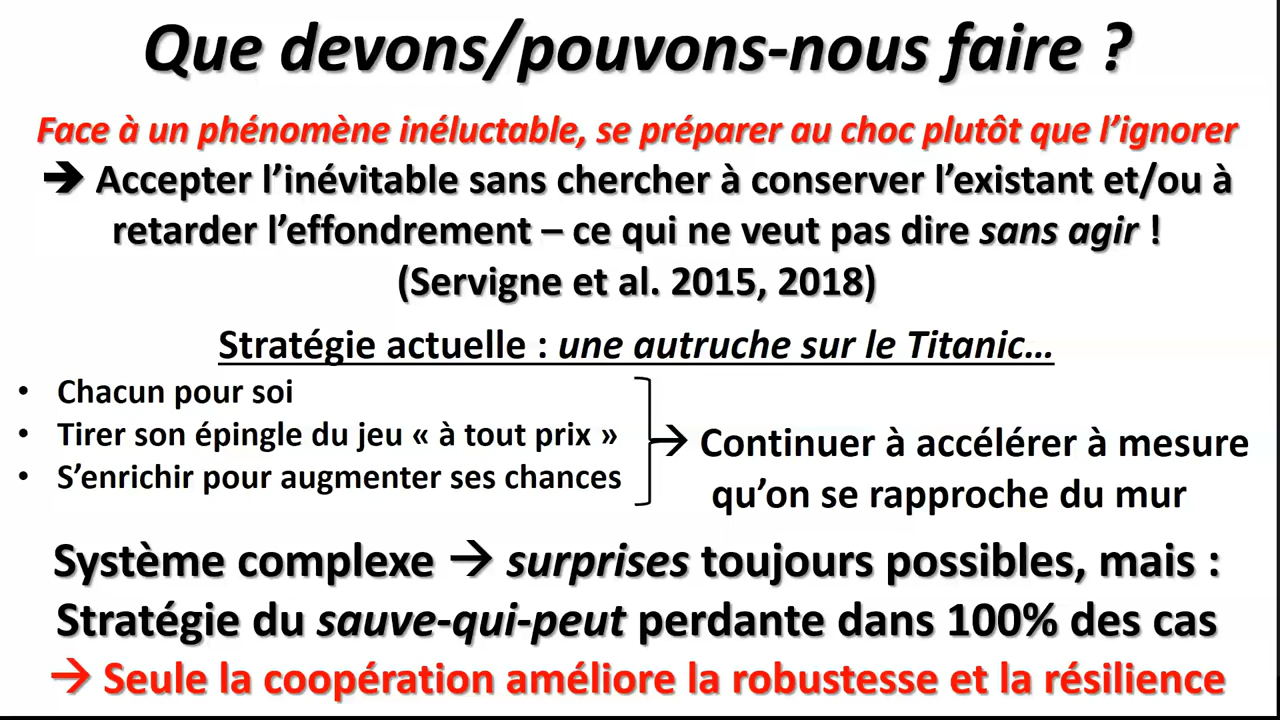 Que devons/pouvons-nous faire ?
Face à un phénomène inéluctable, se préparer au choc plutôt que l’ignorer
➔ Accepter l’inévitable sans chercher à conserver l’existant et/ou à
retarder l’effondrement – ce qui ne veut pas dire sans agir !
(Servigne et al. 2015, 2018)
Stratégie actuelle : une autruche sur le Titanic…
• Chacun pour soi
• Tirer son épingle du jeu « à tout prix »
• S’enrichir pour augmenter ses chances
→ Continuer à accélérer à mesure
qu’on se rapproche du mur
Système complexe → surprises toujours possibles, mais :
Stratégie du sauve-qui-peut perdante dans 100% des cas
→ Seule la coopération améliore la robustesse et la résilience